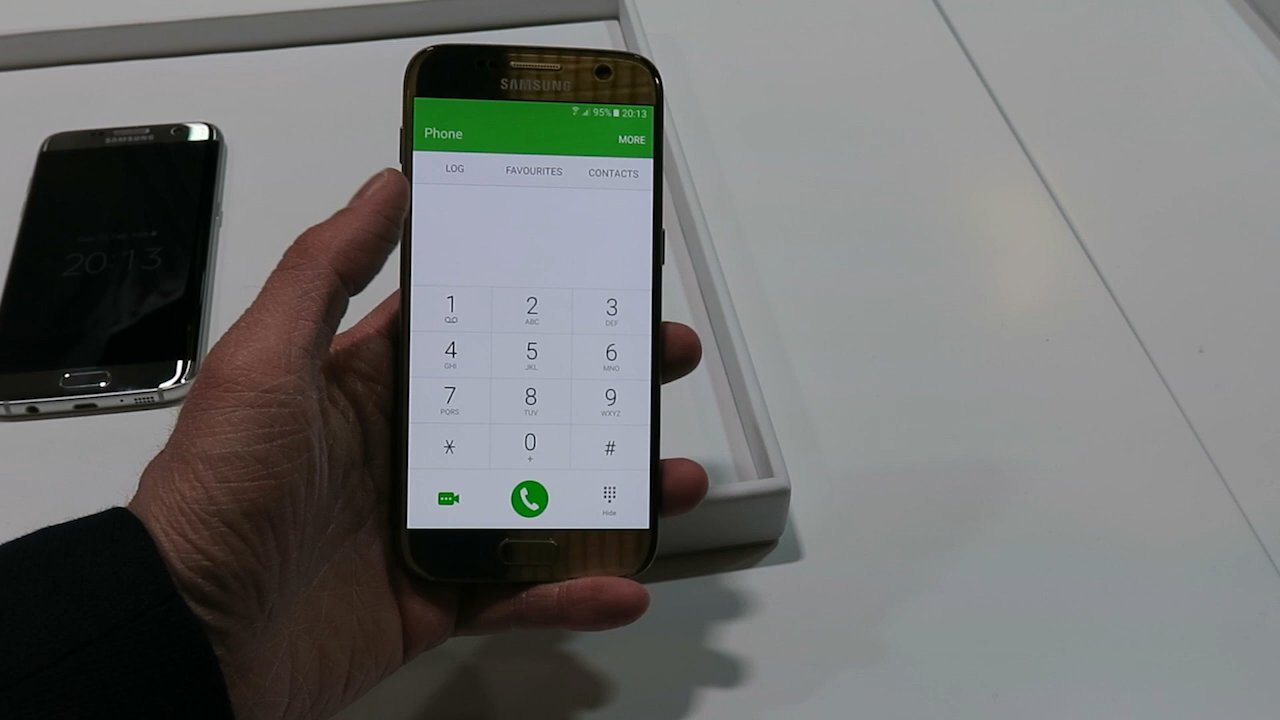 SAMSUNG
95% 20:13
Phone
MORE
LOG FAVOURITES CONTACTS
1 2 3
ABC DEF
4 5 6
GHI JKL MNO
7 8 9
PQRS TUV WXYZ
* 0 #
+
Hide
SAMSUNG
20:13